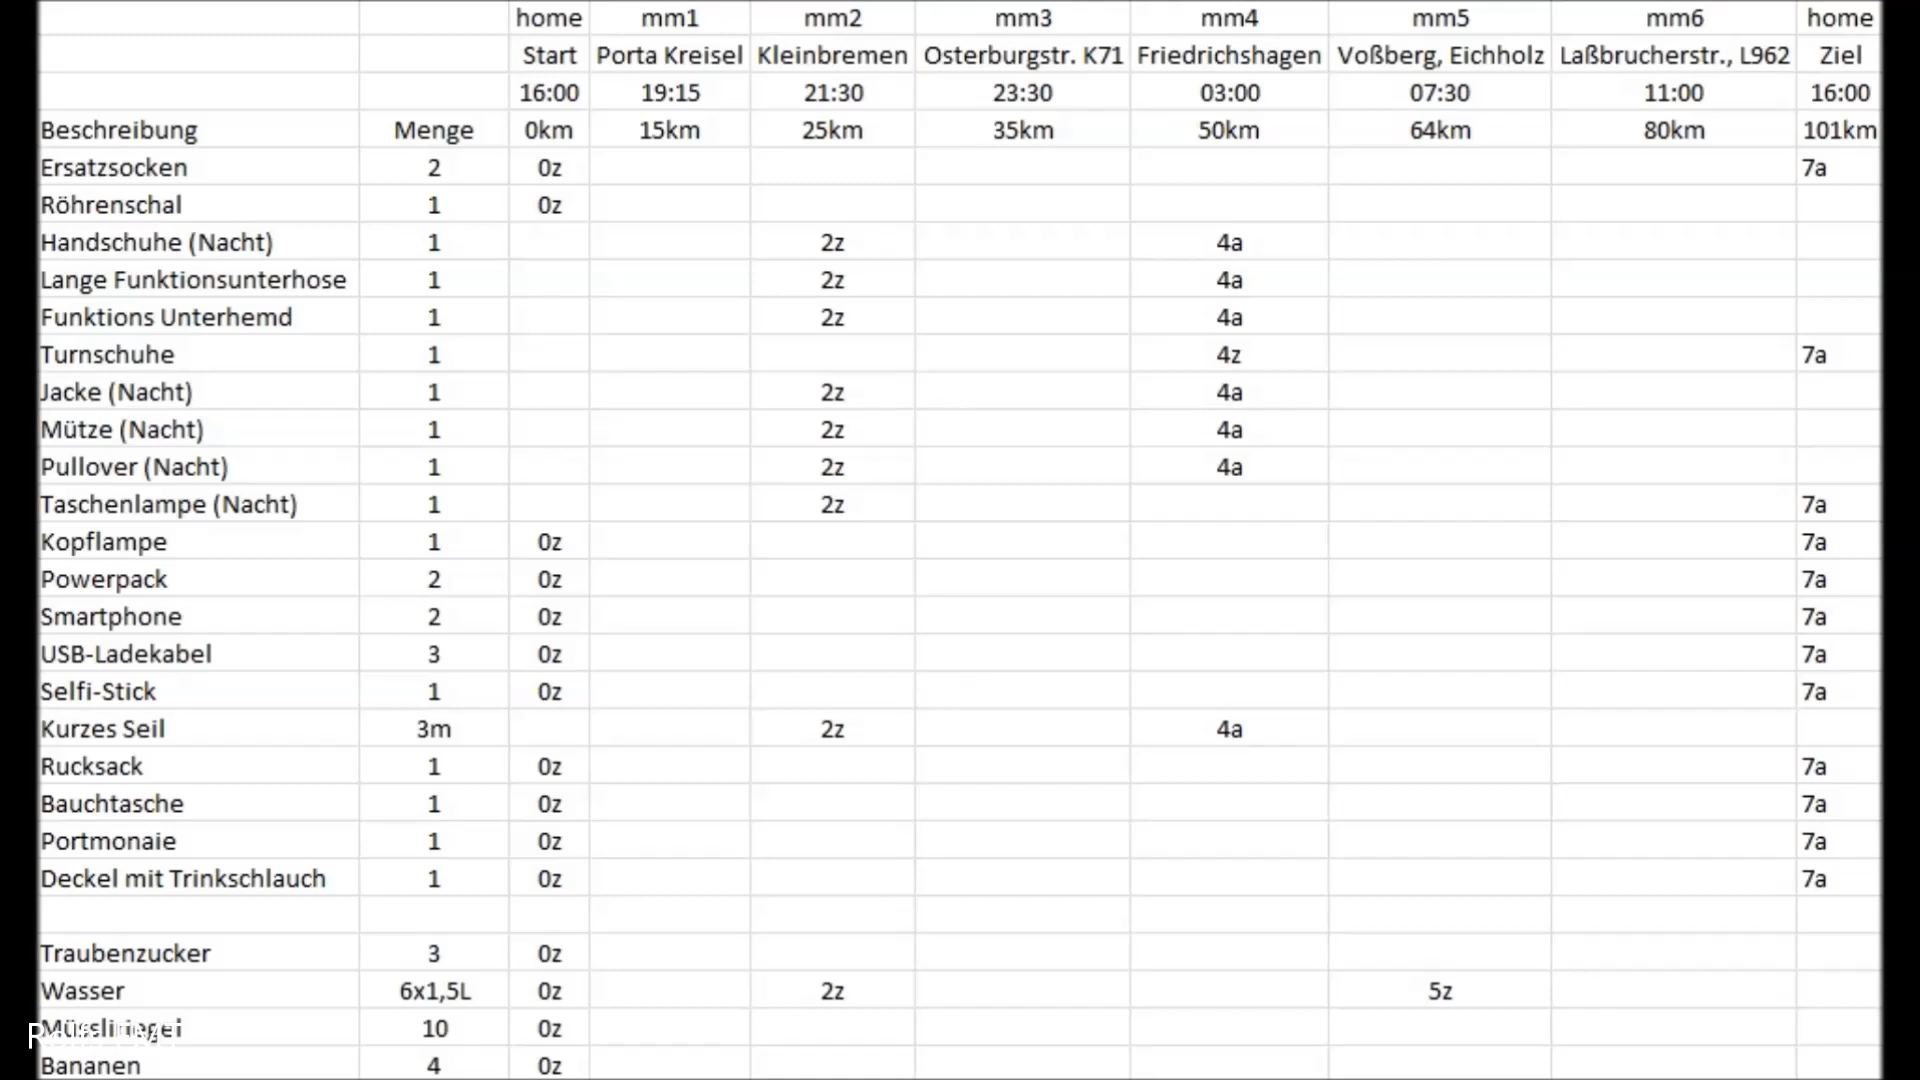 home mm1 mm2 mm3 mm4 mm5 mm6 home
Start Porta Kreisel Kleinbremen Osterburgstr. K71 Friedrichshagen Voßberg, Eichholz Laßbrucherstr., L962 Ziel
16:00 19:15 21:30 23:30 03:00 07:30 11:00 16:00
Beschreibung Menge 0km 15km 25km 35km 50km 64km 80km 101km
Ersatzsocken 2 0z 7a
Röhrenschal 1 0z
Handschuhe (Nacht) 1 2z 4a
Lange Funktionsunterhose 1 2z 4a
Funktions Unterhemd 1 2z 4a
Turnschuhe 1 4z 7a
Jacke (Nacht) 1 2z 4a
Mütze (Nacht) 1 2z 4a
Pullover (Nacht) 1 2z 4a
Taschenlampe (Nacht) 1 2z 7a
Kopflampe 1 0z 7a
Powerpack 2 0z 7a
Smartphone 2 0z 7a
USB-Ladekabel 3 0z 7a
Selfi-Stick 1 0z 7a
Kurzes Seil 3m 2z 4a
Rucksack 1 0z 7a
Bauchtasche 1 0z 7a
Portmonaie 1 0z 7a
Deckel mit Trinkschlauch 1 0z 7a
Traubenzucker 3 0z
Wasser 6x1,5L 0z 2z 5z
10 0z
Bananen 4 0z